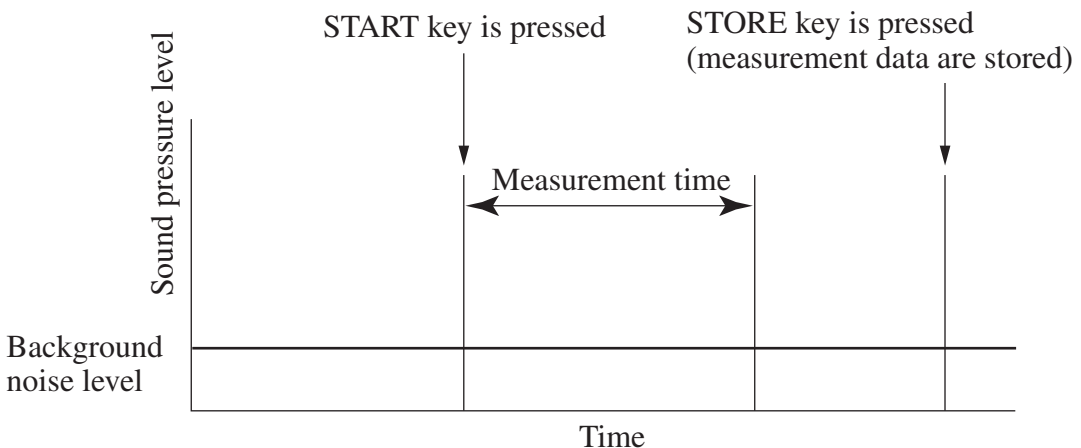 START key is pressed
STORE key is pressed
(measurement data are stored)
Sound pressure level
Measurement time
Background
noise level
Time